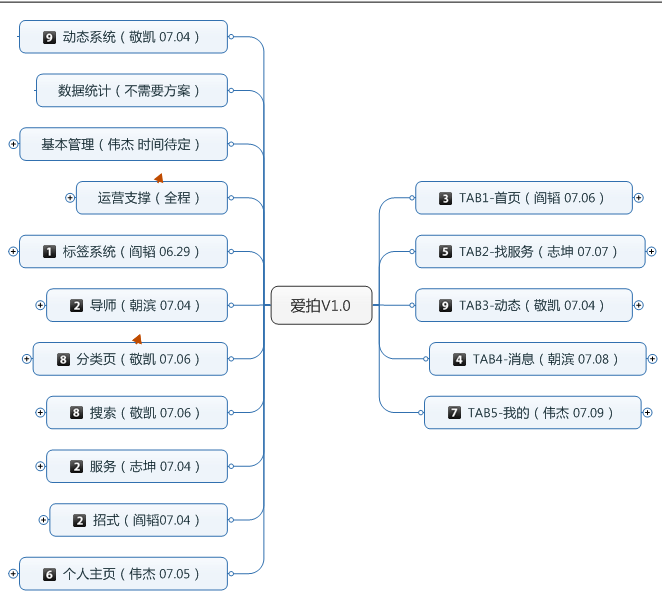 9 动态系统（敬凯 07.04）
数据统计（不需要方案）
基本管理（伟杰 时间待定）
运营支撑（全程）
1 标签系统（阎韬 06.29）
2 导师（朝滨 07.04）
8 分类页（敬凯 07.06）
8 搜索（敬凯 07.06）
2 服务（志坤 07.04）
2 招式（阎韬07.04）
6 个人主页（伟杰 07.05）
爱拍V1.0
3 TAB1-首页（阎韬 07.06）
5 TAB2-找服务（志坤 07.07）
9 TAB3-动态（敬凯 07.04）
4 TAB4-消息（朝滨 07.08）
7 TAB5-我的（伟杰 07.09）